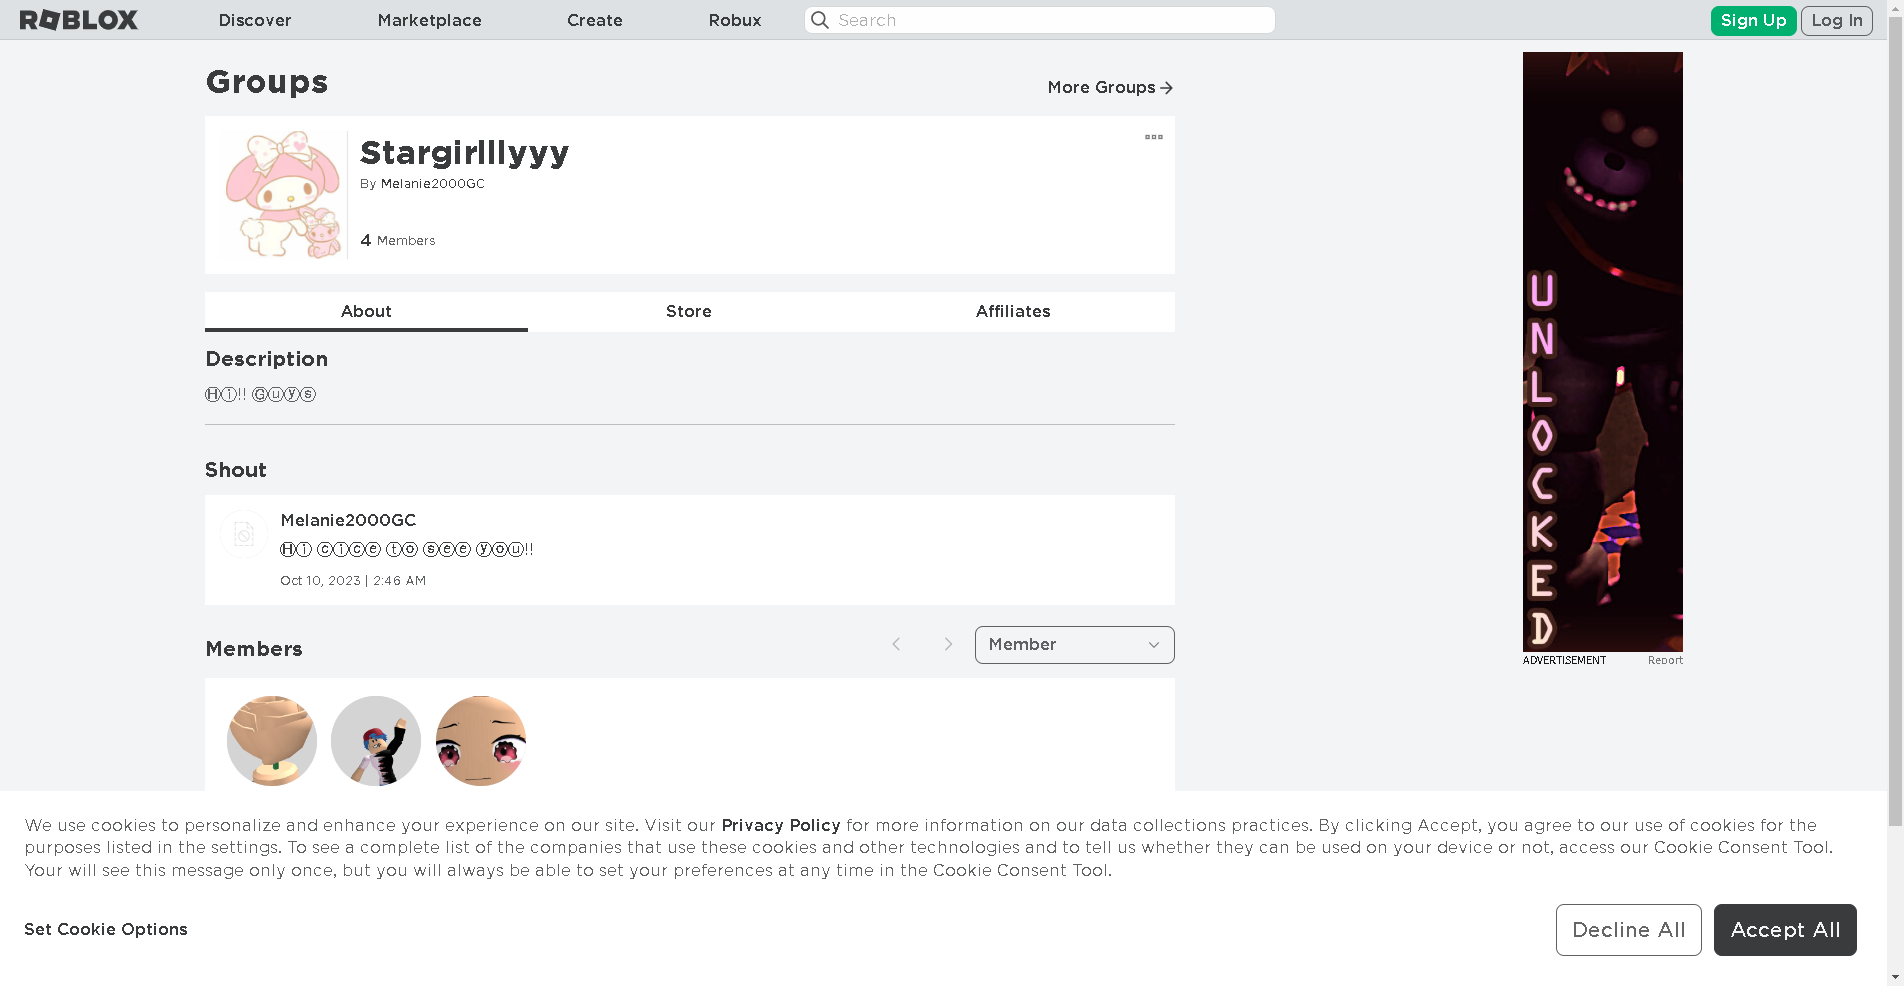 ROBLOX Discover Marketplace Create Robux Search Sign Up Log In
Groups
More Groups
Stargirlllyyy
By Melanie2000GC
4 Members
About Store Affiliates
Description
Ⓗⓘ!! Ⓖⓤⓨⓢ
Shout
Melanie2000GC
Ⓗⓘ ⓒⓘⓒⓔ ⓣⓞ ⓢⓔⓔ ⓨⓞⓤ!!
Oct 10, 2023 | 2:46 AM
Members
Member
UNLOCKED
ADVERTISEMENT Report
We use cookies to personalize and enhance your experience on our site. Visit our Privacy Policy for more information on our data collections practices. By clicking Accept, you agree to our use of cookies for the
purposes listed in the settings. To see a complete list of the companies that use these cookies and other technologies and to tell us whether they can be used on your device or not, access our Cookie Consent Tool.
Your will see this message only once, but you will always be able to set your preferences at any time in the Cookie Consent Tool.
Set Cookie Options
Decline All
Accept All